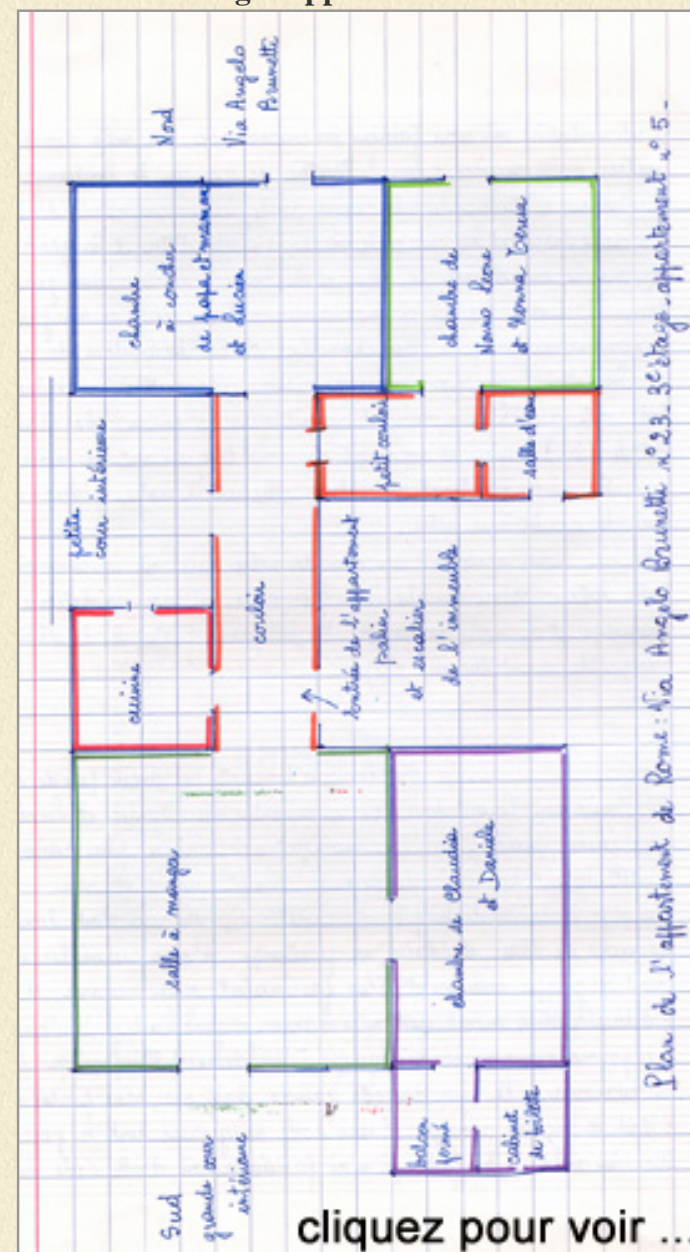 Nord
Via Angelo
Brunetti
chambre
à coucher
de papa et maman
et Lucien
chambre de
Nonno Leone
et Nonna Teresa
petite
cour intérieure
petit couloir
salle d'eau
couloir
cuisine
Entrée de l'appartement
palier
et escalier
de l'immeuble
salle à manger
chambre de Claudia
et Daniele
balcon
fermé
cabinet
de toilette
Sud
grande cour
intérieure
Plan de l'appartement de Rome : Via Angelo Brunetti n°23 - 3e étage - appartement n°5 -
cliquez pour voir ...